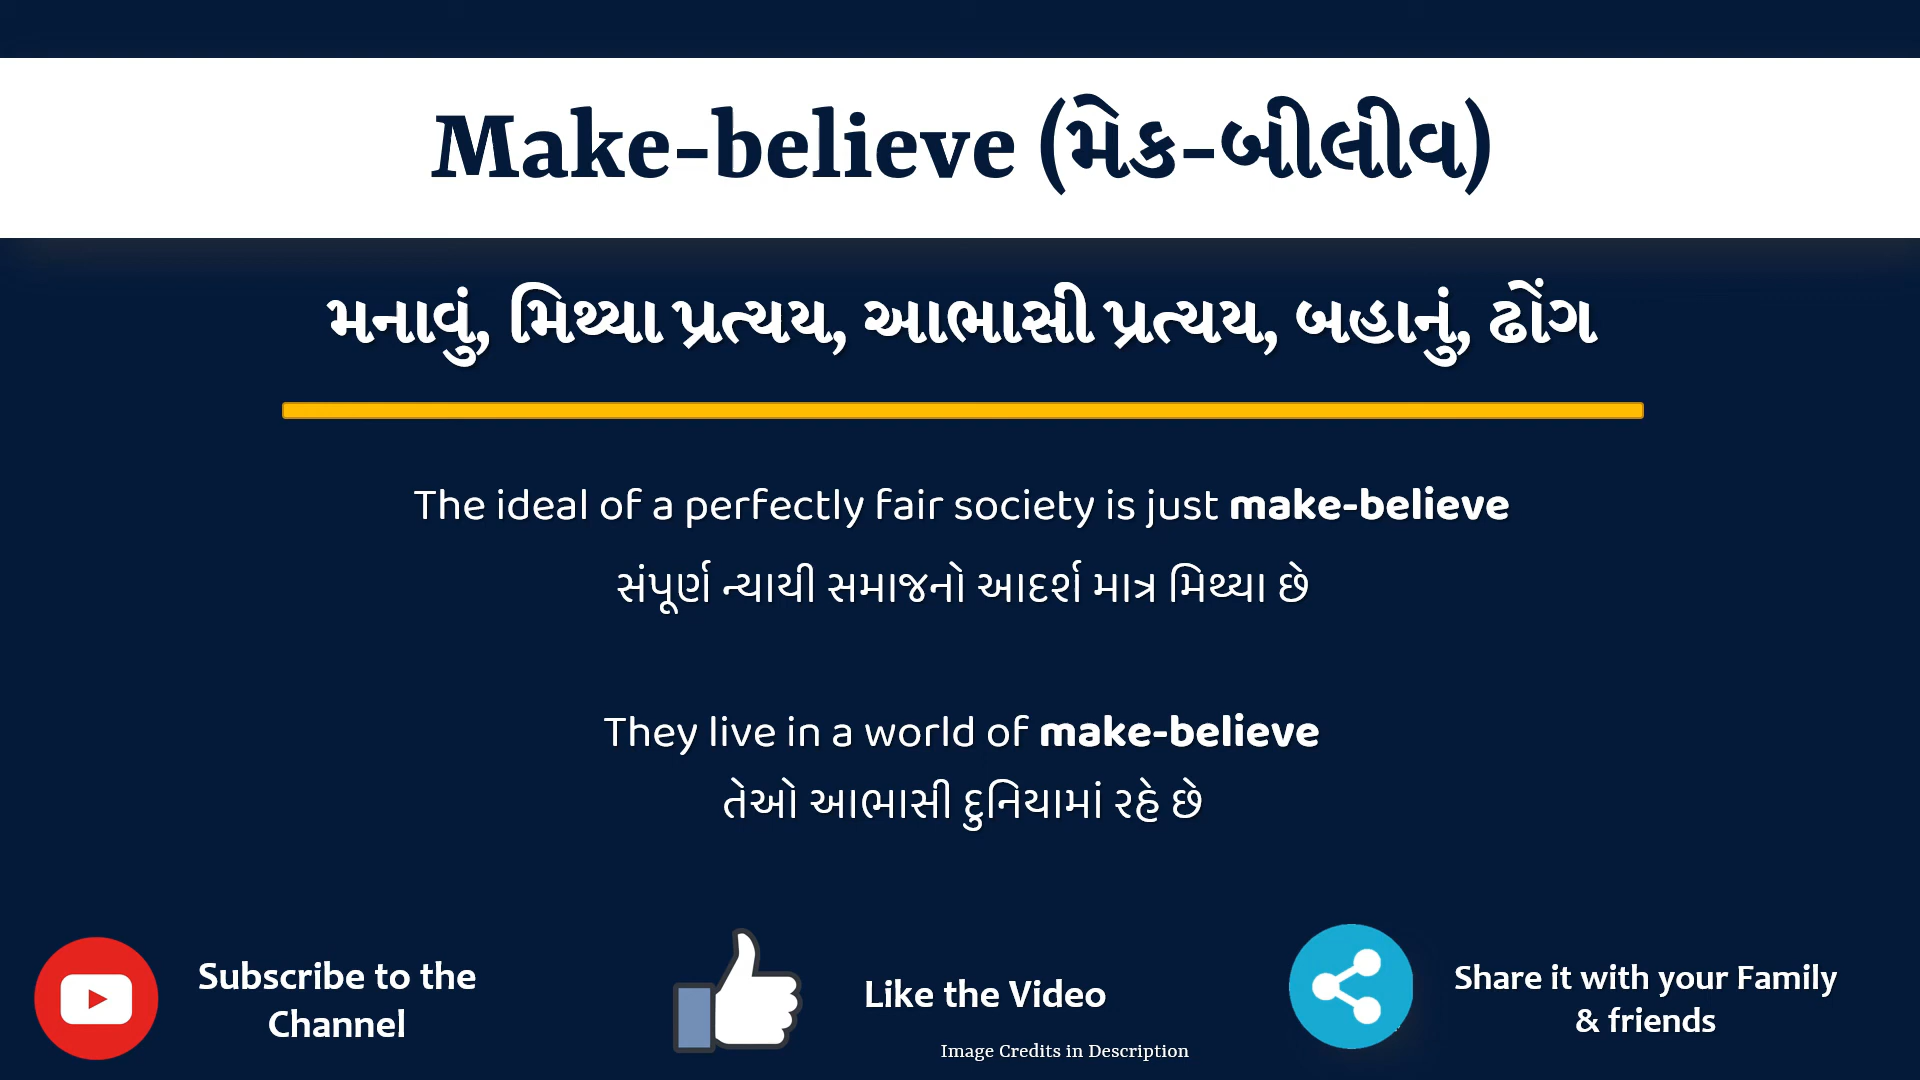 Make-believe (મેક-બીલીવ)
મનાવું, મિથ્યા પ્રત્યય, આભાસી પ્રત્યય, બહાનું, ઢોંગ
The ideal of a perfectly fair society is just make-believe
સંપૂર્ણ ન્યાયી સમાજનો આદર્શ માત્ર મિથ્યા છે
They live in a world of make-believe
તેઓ આભાસી દુનિયામાં રહે છે
Subscribe to the
Channel
Like the Video
Share it with your Family
& friends
Image Credits in Description